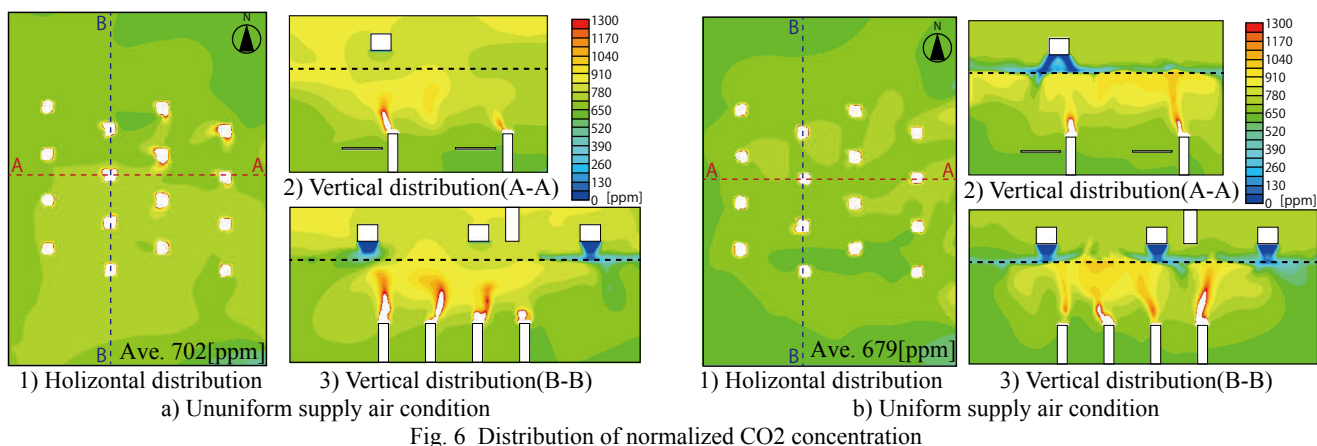 B
N
A
A
B
Ave. 702[ppm]
1) Holizontal distribution
1300
1170
1040
910
780
650
520
390
260
130
0 [ppm]
2) Vertical distribution(A-A)
3) Vertical distribution(B-B)
a) Ununiform supply air condition
B
N
A
A
B
Ave. 679[ppm]
1) Holizontal distribution
1300
1170
1040
910
780
650
520
390
260
130
0 [ppm]
2) Vertical distribution(A-A)
3) Vertical distribution(B-B)
b) Uniform supply air condition
Fig. 6 Distribution of normalized CO2 concentration